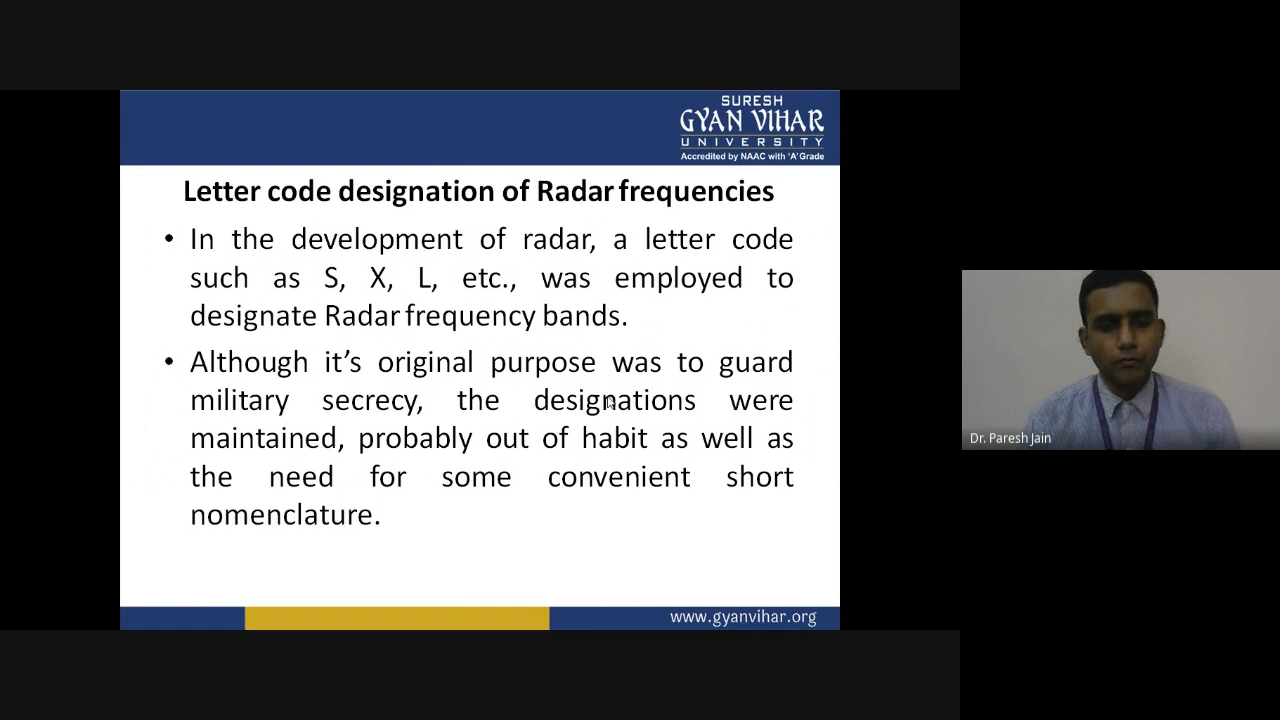 SURESH
GYAN VIHAR
UNIVERSITY
Accredited by NAAC with 'A' Grade
Letter code designation of Radar frequencies
• In the development of radar, a letter code
such as S, X, L, etc., was employed to
designate Radar frequency bands.
• Although it’s original purpose was to guard
military secrecy, the designations were
maintained, probably out of habit as well as
the need for some convenient short
nomenclature.
www.gyanvihar.org
Dr. Paresh Jain